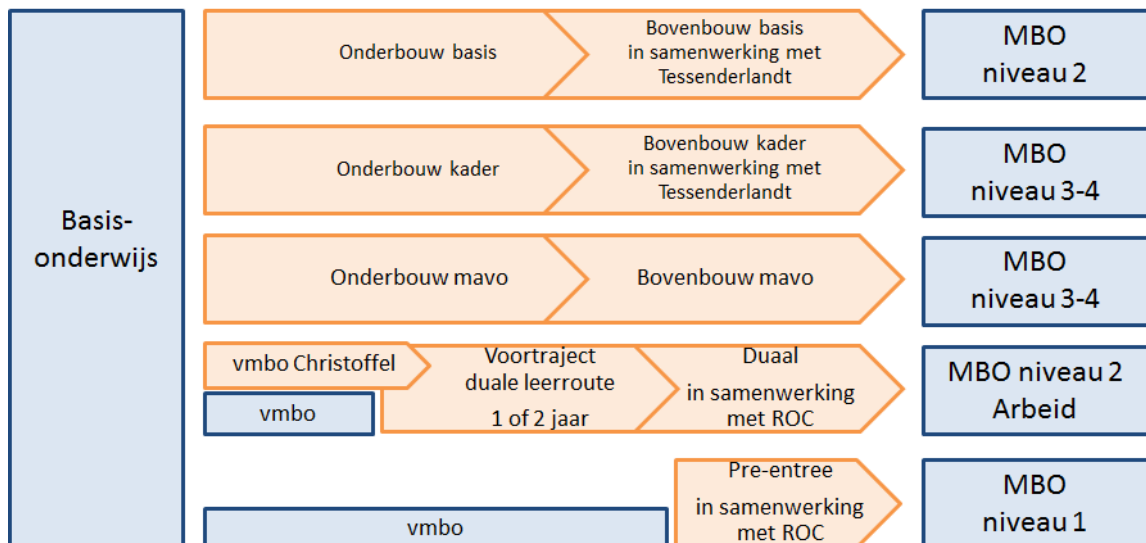 Basis-
onderwijs
Onderbouw basis
Bovenbouw basis
in samenwerking met
Tessenderlandt
MBO
niveau 2
Onderbouw kader
Bovenbouw kader
in samenwerking met
Tessenderlandt
MBO
niveau 3-4
Onderbouw mavo
Bovenbouw mavo
MBO
niveau 3-4
vmbo Christoffel
vmbo
Voortraject
duale leerroute
1 of 2 jaar
Duaal
in samenwerking
met ROC
MBO niveau 2
Arbeid
vmbo
Pre-entree
in samenwerking
met ROC
MBO
niveau 1